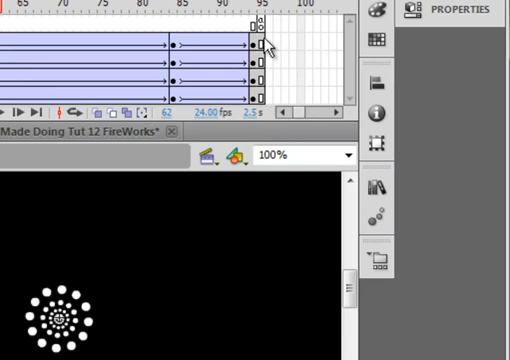 65 70 75 80 85 90 95 100
PROPERTIES
62 24.00 fps 2.5 s
Made Doing Tut 12 FireWorks*
100%